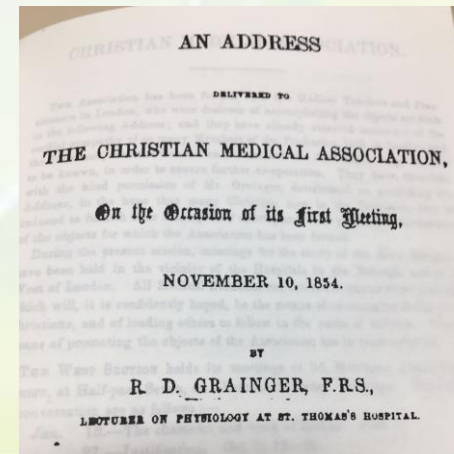 AN ADDRESS
DELIVERED TO
THE CHRISTIAN MEDICAL ASSOCIATION,
On the Occasion of its First Meeting,
NOVEMBER 10, 1854.
BY
R. D. GRAINGER, F.R.S.,
LECTURER ON PHYSIOLOGY AT ST. THOMAS'S HOSPITAL.